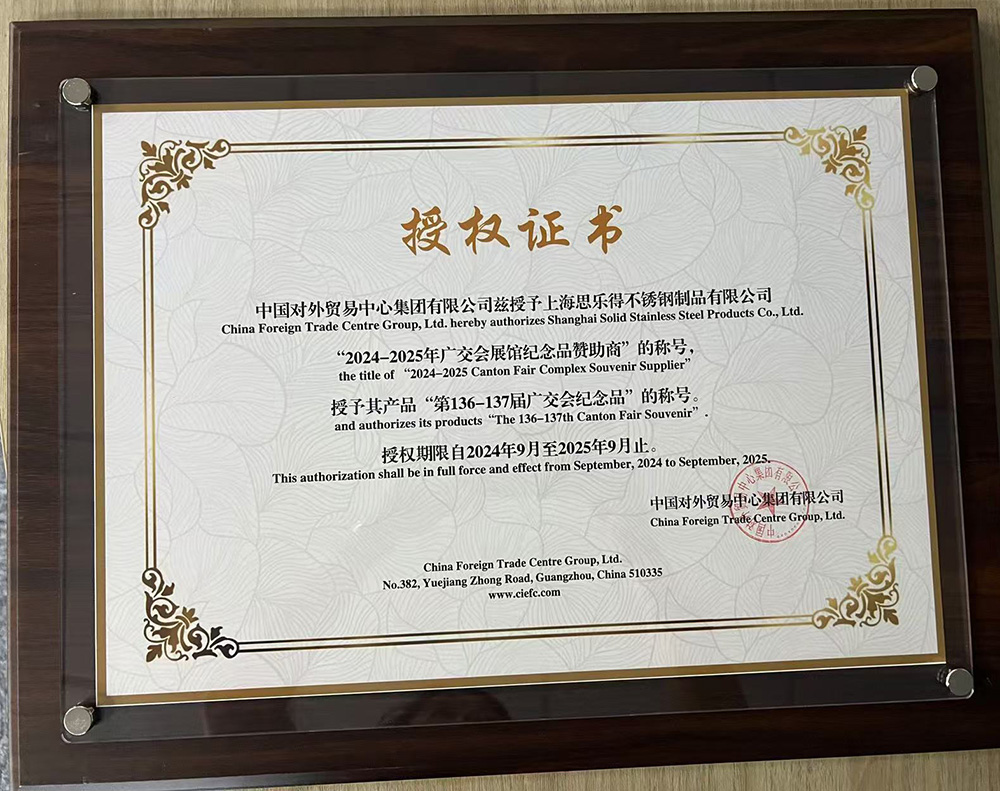 授权证书
中国对外贸易中心集团有限公司兹授予上海思乐得不锈钢制品有限公司
China Foreign Trade Centre Group, Ltd. hereby authorizes Shanghai Solid Stainless Steel Products Co., Ltd.
“2024–2025年广交会展馆纪念品赞助商”的称号，
the title of “2024–2025 Canton Fair Complex Souvenir Supplier”
授予其产品“第136–137届广交会纪念品”的称号。
and authorizes its products “The 136–137th Canton Fair Souvenir”.
授权期限自2024年9月至2025年9月止。
This authorization shall be in full force and effect from September, 2024 to September, 2025.
中国对外贸易中心集团有限公司
China Foreign Trade Centre Group, Ltd.
China Foreign Trade Centre Group, Ltd.
No.382, Yuejiang Zhong Road, Guangzhou, China 510335
www.ciefc.com